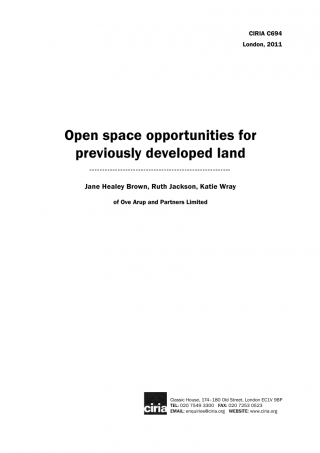 CIRIA C694
London, 2011
Open space opportunities for
previously developed land
Jane Healey Brown, Ruth Jackson, Katie Wray
of Ove Arup and Partners Limited
ciria
Classic House, 174–180 Old Street, London EC1V 9BP
TEL: 020 7549 3300 FAX: 020 7253 0523
EMAIL: enquiries@ciria.org WEBSITE: www.ciria.org